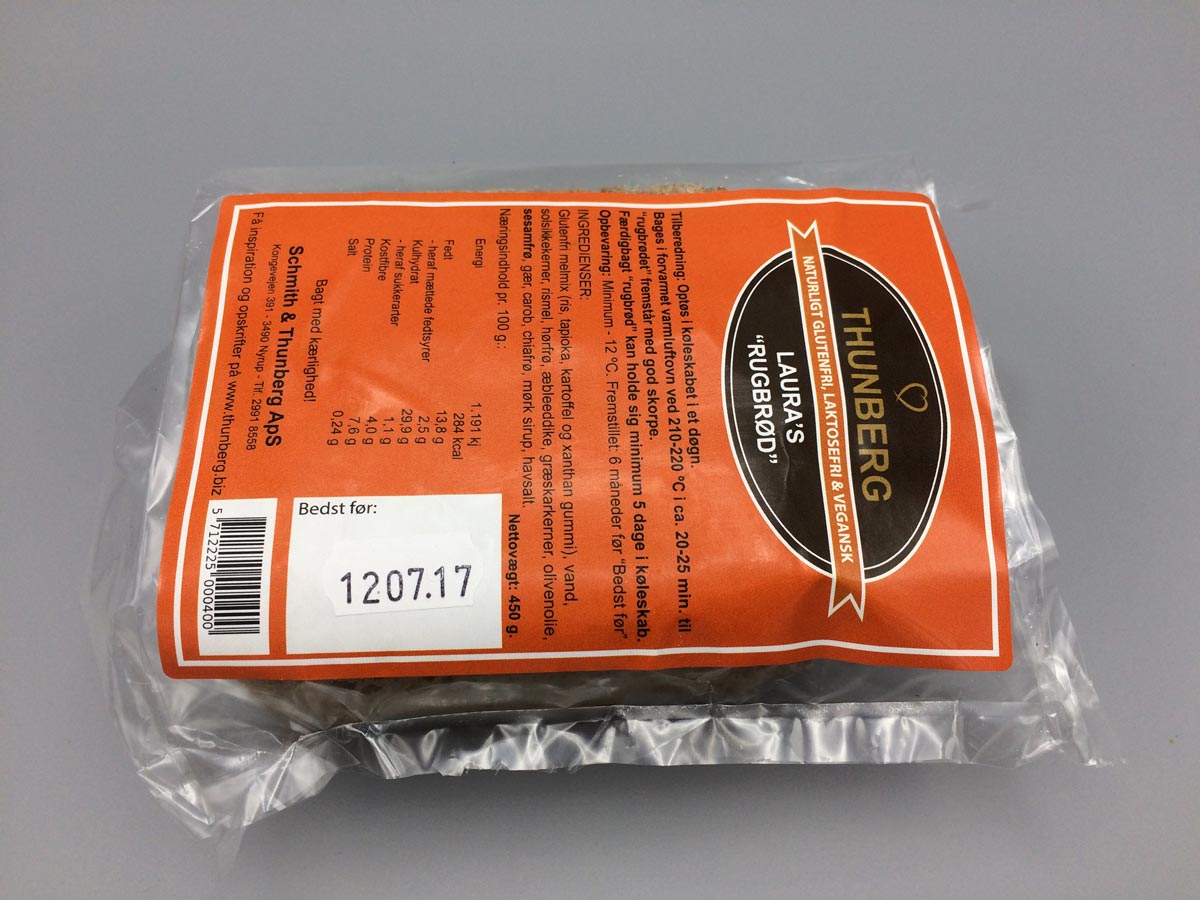 THUNBERG
NATURLIGT GLUTENFRI, LAKTOSEFRI & VEGANSK
LAURA'S
"RUGBRØD"
Tilberedning: Optøs i køleskabet i et døgn.
Bages i forvarmet varmluftovn ved 210-220 ºC i ca. 20-25 min. til
"rugbrødet" fremstår med god skorpe.
Færdigbagt "rugbrød" kan holde sig minimum 5 dage i køleskab.
Opbevaring: Minimum - 12 ºC. Fremstillet: 6 måneder før "Bedst før"
INGREDIENSER:
Glutenfri melmix (ris, tapioka, kartoffel og xanthan gummi), vand,
solsikkekerner, rismel, hørfrø, æbleeddike, græskarkerner, olivenolie,
sesamfrø, gær, carob, chiafrø, mørk sirup, havsalt.
Nettovægt: 450 g.
Næringsindhold pr. 100 g.:
Energi 1.191 kj
284 kcal
Fedt 13,8 g
- heraf mættede fedtsyrer 2,5 g
Kulhydrat 29,9 g
- heraf sukkerarter 1,1 g
Kostfibre 4,0 g
Protein 7,6 g
Salt 0,24 g
Bagt med kærlighed!
Schmith & Thunberg ApS
Kongevejen 391 - 3490 Nyrup - Tlf. 2991 8558
Få inspiration og opskrifter på www.thunberg.biz
Bedst før:
1207.17
5 712225 000400